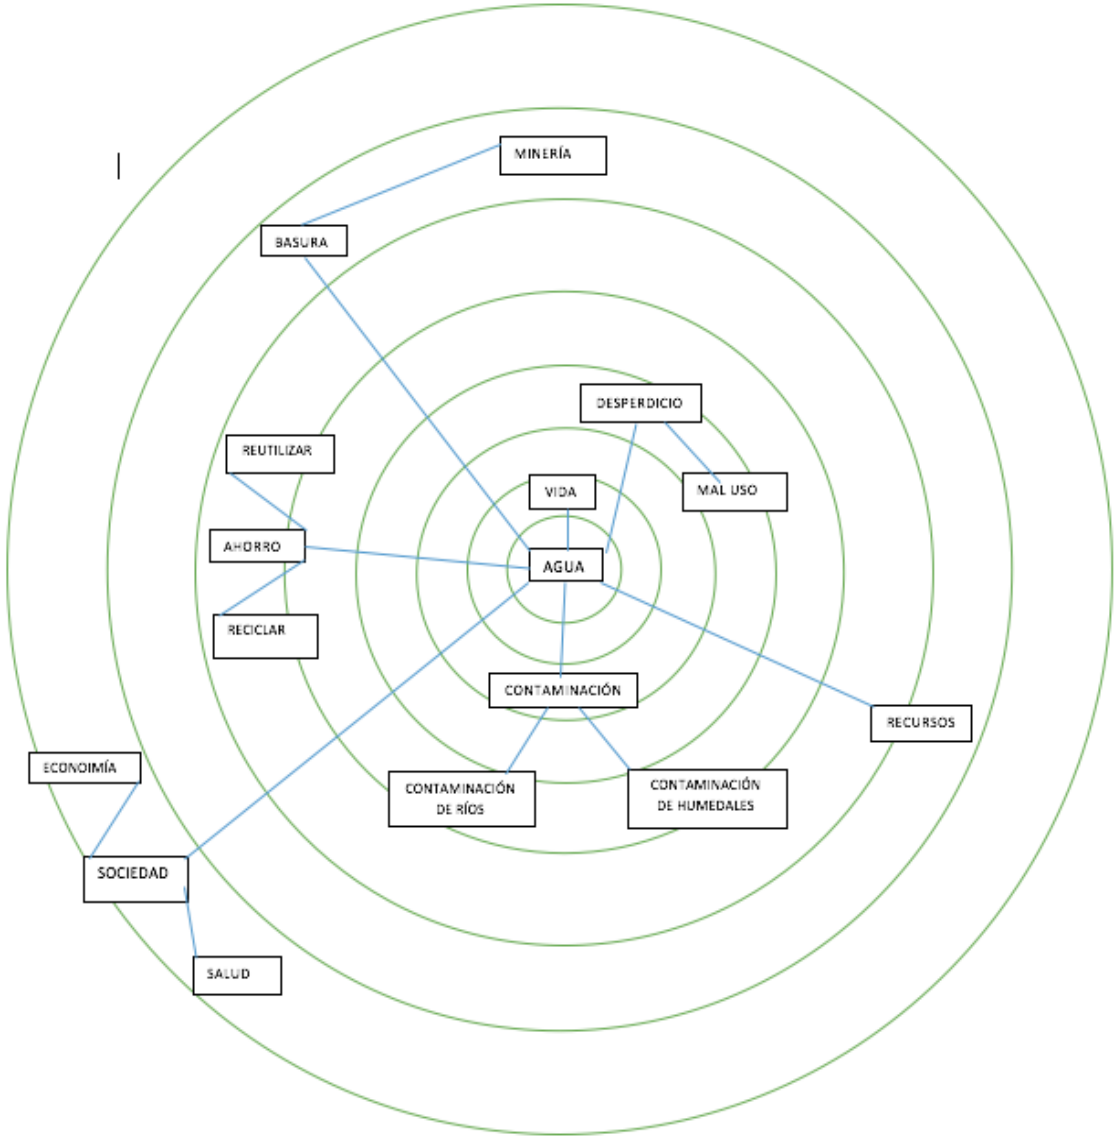 MINERÍA
BASURA
DESPERDICIO
REUTILIZAR
VIDA
MAL USO
AHORRO
AGUA
RECICLAR
CONTAMINACIÓN
RECURSOS
ECONOIMÍA
CONTAMINACIÓN
DE RÍOS
CONTAMINACIÓN
DE HUMEDALES
SOCIEDAD
SALUD